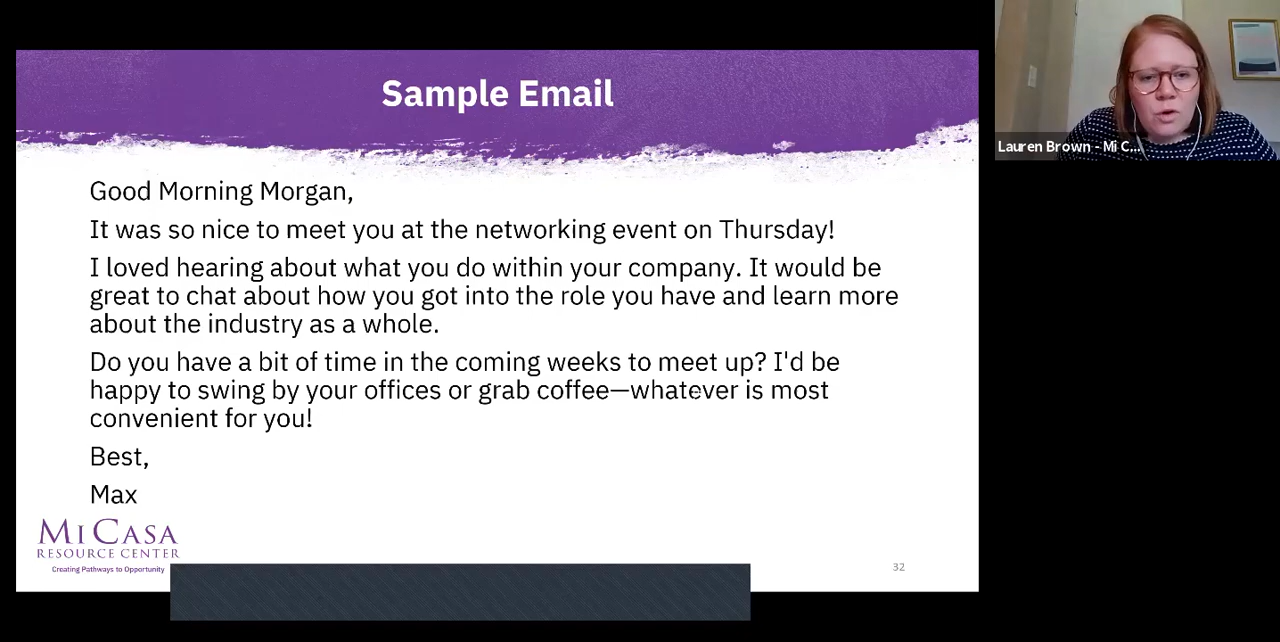 Sample Email
Good Morning Morgan,
It was so nice to meet you at the networking event on Thursday!
I loved hearing about what you do within your company. It would be
great to chat about how you got into the role you have and learn more
about the industry as a whole.
Do you have a bit of time in the coming weeks to meet up? I'd be
happy to swing by your offices or grab coffee—whatever is most
convenient for you!
Best,
Max
MI CASA
RESOURCE CENTER
Creating Pathways to Opportunity
32
Lauren Brown - Mi C...